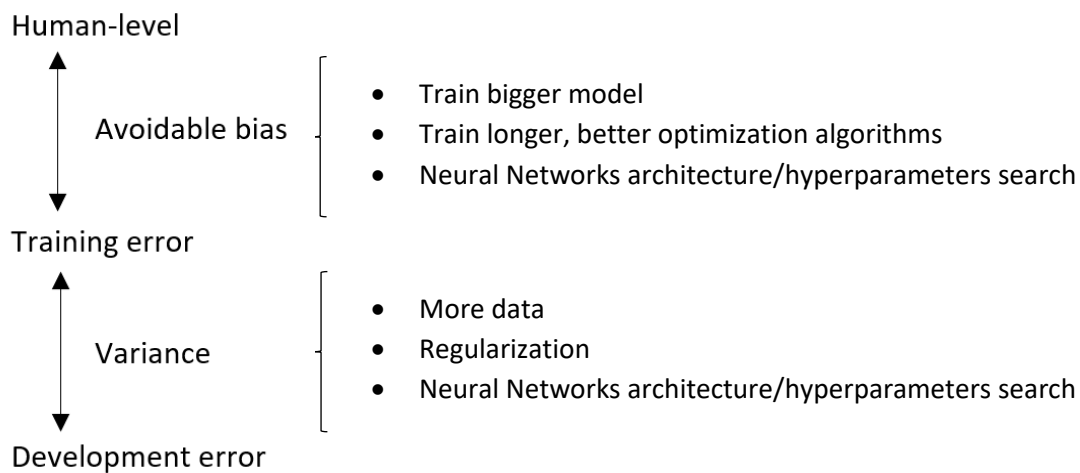 Human-level
Avoidable bias
• Train bigger model
• Train longer, better optimization algorithms
• Neural Networks architecture/hyperparameters search
Training error
Variance
• More data
• Regularization
• Neural Networks architecture/hyperparameters search
Development error